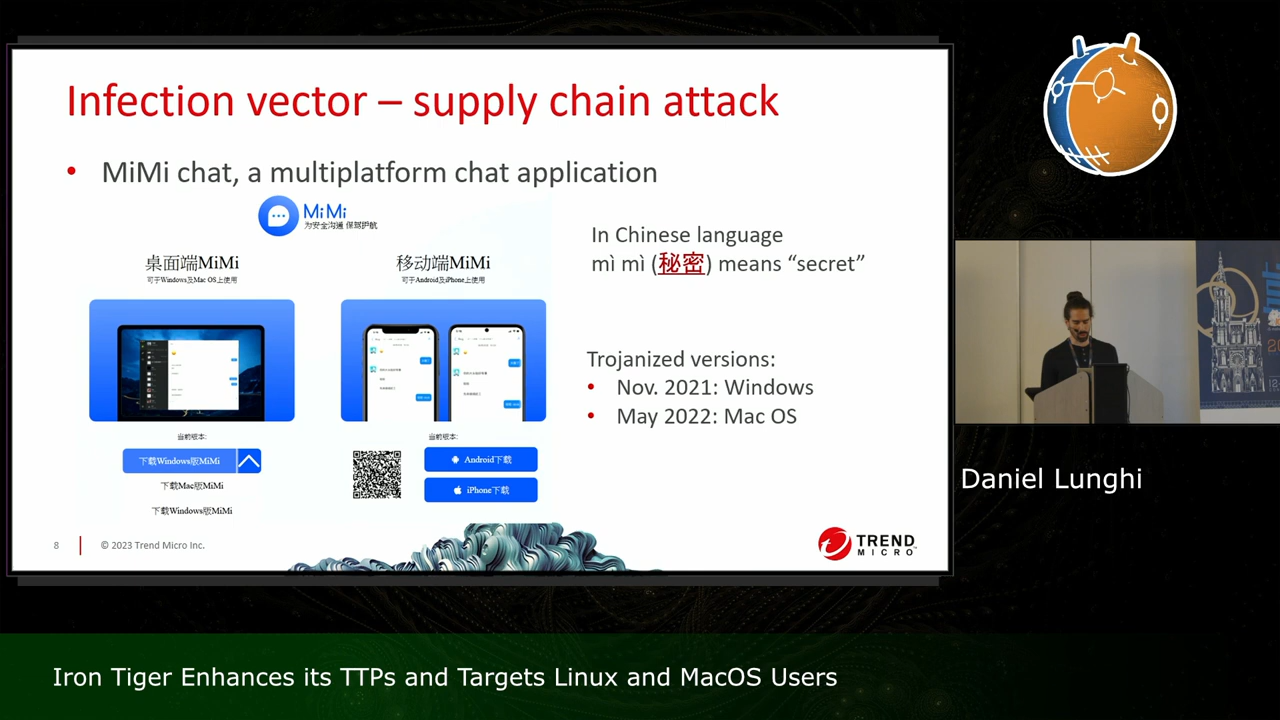 Infection vector – supply chain attack
• MiMi chat, a multiplatform chat application
MiMi
为安全沟通 保驾护航
桌面端MiMi
可于Windows及Mac OS上使用
移动端MiMi
可于Android及iPhone上使用
In Chinese language
mì mì (秘密) means “secret”
Trojanized versions:
• Nov. 2021: Windows
• May 2022: Mac OS
当前版本:
下载Windows版MiMi
下载Mac版MiMi
下载Windows版MiMi
当前版本:
Android下载
iPhone下载
8
© 2023 Trend Micro Inc.
TREND
MICRO™
Daniel Lunghi
Iron Tiger Enhances its TTPs and Targets Linux and MacOS Users